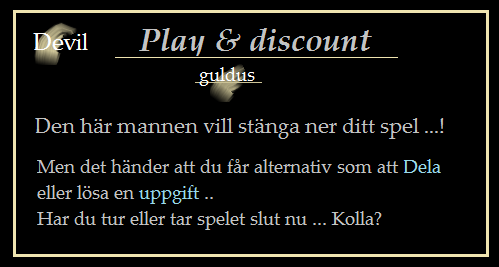 Devil
Play & discount
guldus
Den här mannen vill stänga ner ditt spel ...!
Men det händer att du får alternativ som att Dela
eller lösa en uppgift ..
Har du tur eller tar spelet slut nu ... Kolla?